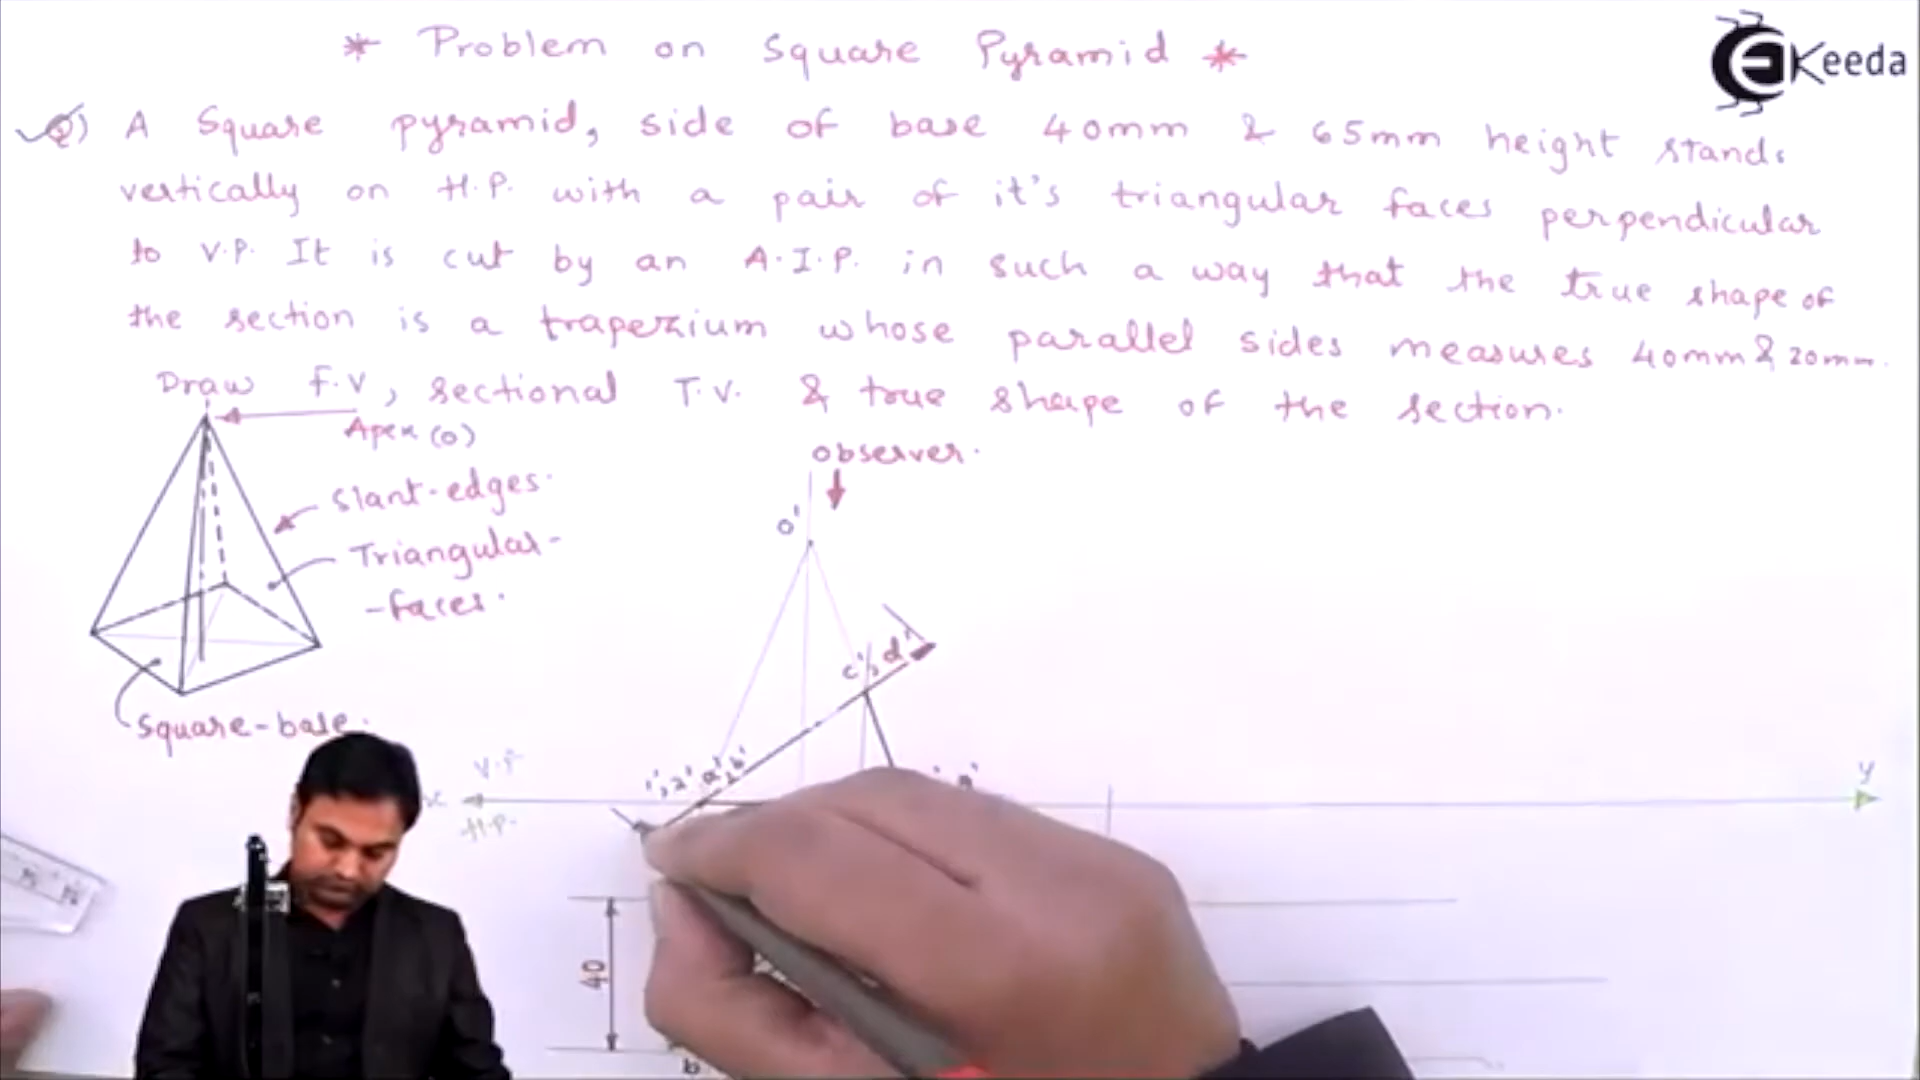 * Problem on Square Pyramid *
EKeeda
Q) A Square pyramid, side of base 40mm & 65mm height stands
vertically on H.P. with a pair of it's triangular faces perpendicular
to V.P. It is cut by an A.I.P. in such a way that the true shape of
the section is a trapezium whose parallel sides measures 40mm & 20mm.
Draw F.V, sectional T.V. & true shape of the section.
Apex (o)
Slant-edges.
Triangular-
-faces.
Square-base.
observer.
o'
c', d'
1', 2' a', b'
V.P
H.P.
x
y
40
b